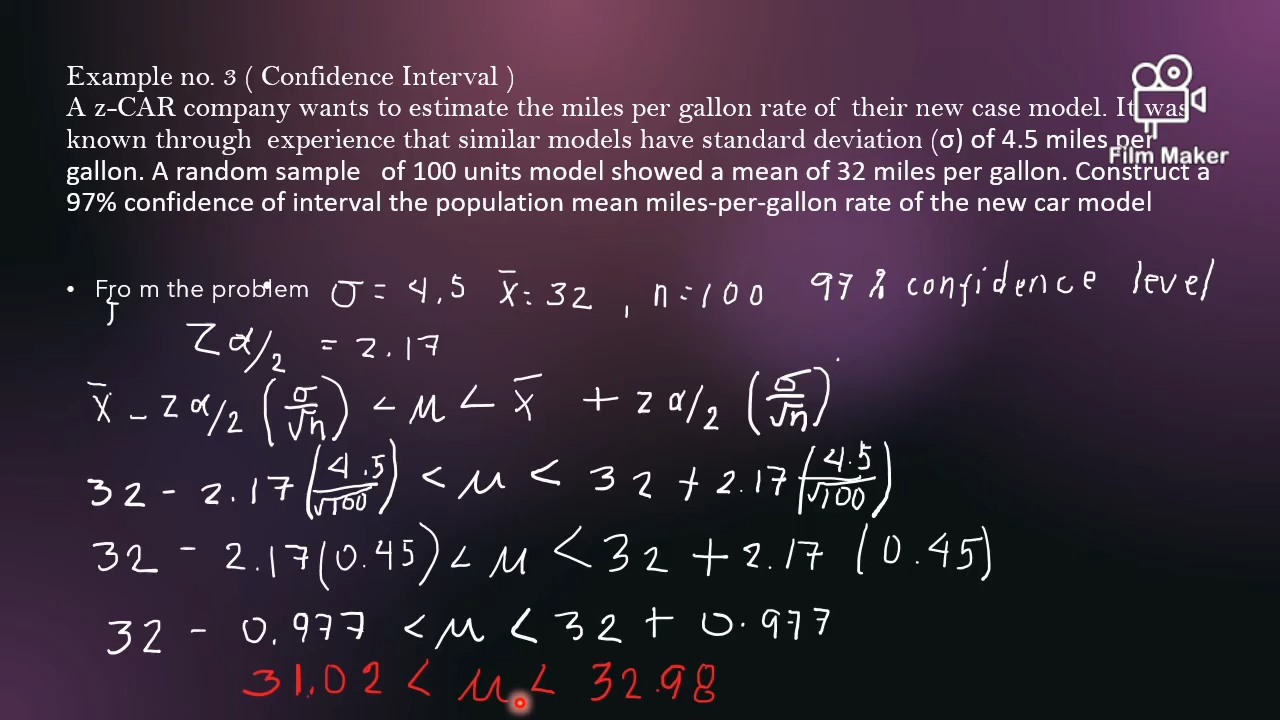 Example no. 3 ( Confidence Interval )
A z-CAR company wants to estimate the miles per gallon rate of their new case model. It was
known through experience that similar models have standard deviation (σ) of 4.5 miles per
gallon. A random sample of 100 units model showed a mean of 32 miles per gallon. Construct a
97% confidence of interval the population mean miles-per-gallon rate of the new car model
Film Maker
• Fro m the problem σ = 4.5 x̄ = 32 , n = 100 97% confidence level
Z α/2 = 2.17
x̄ - z α/2 (σ/√n) < μ < x̄ + z α/2 (σ/√n)
32 - 2.17 (4.5/√100) < μ < 32 + 2.17 (4.5/√100)
32 - 2.17 (0.45) < μ < 32 + 2.17 (0.45)
32 - 0.977 < μ < 32 + 0.977
31.02 < μ < 32.98